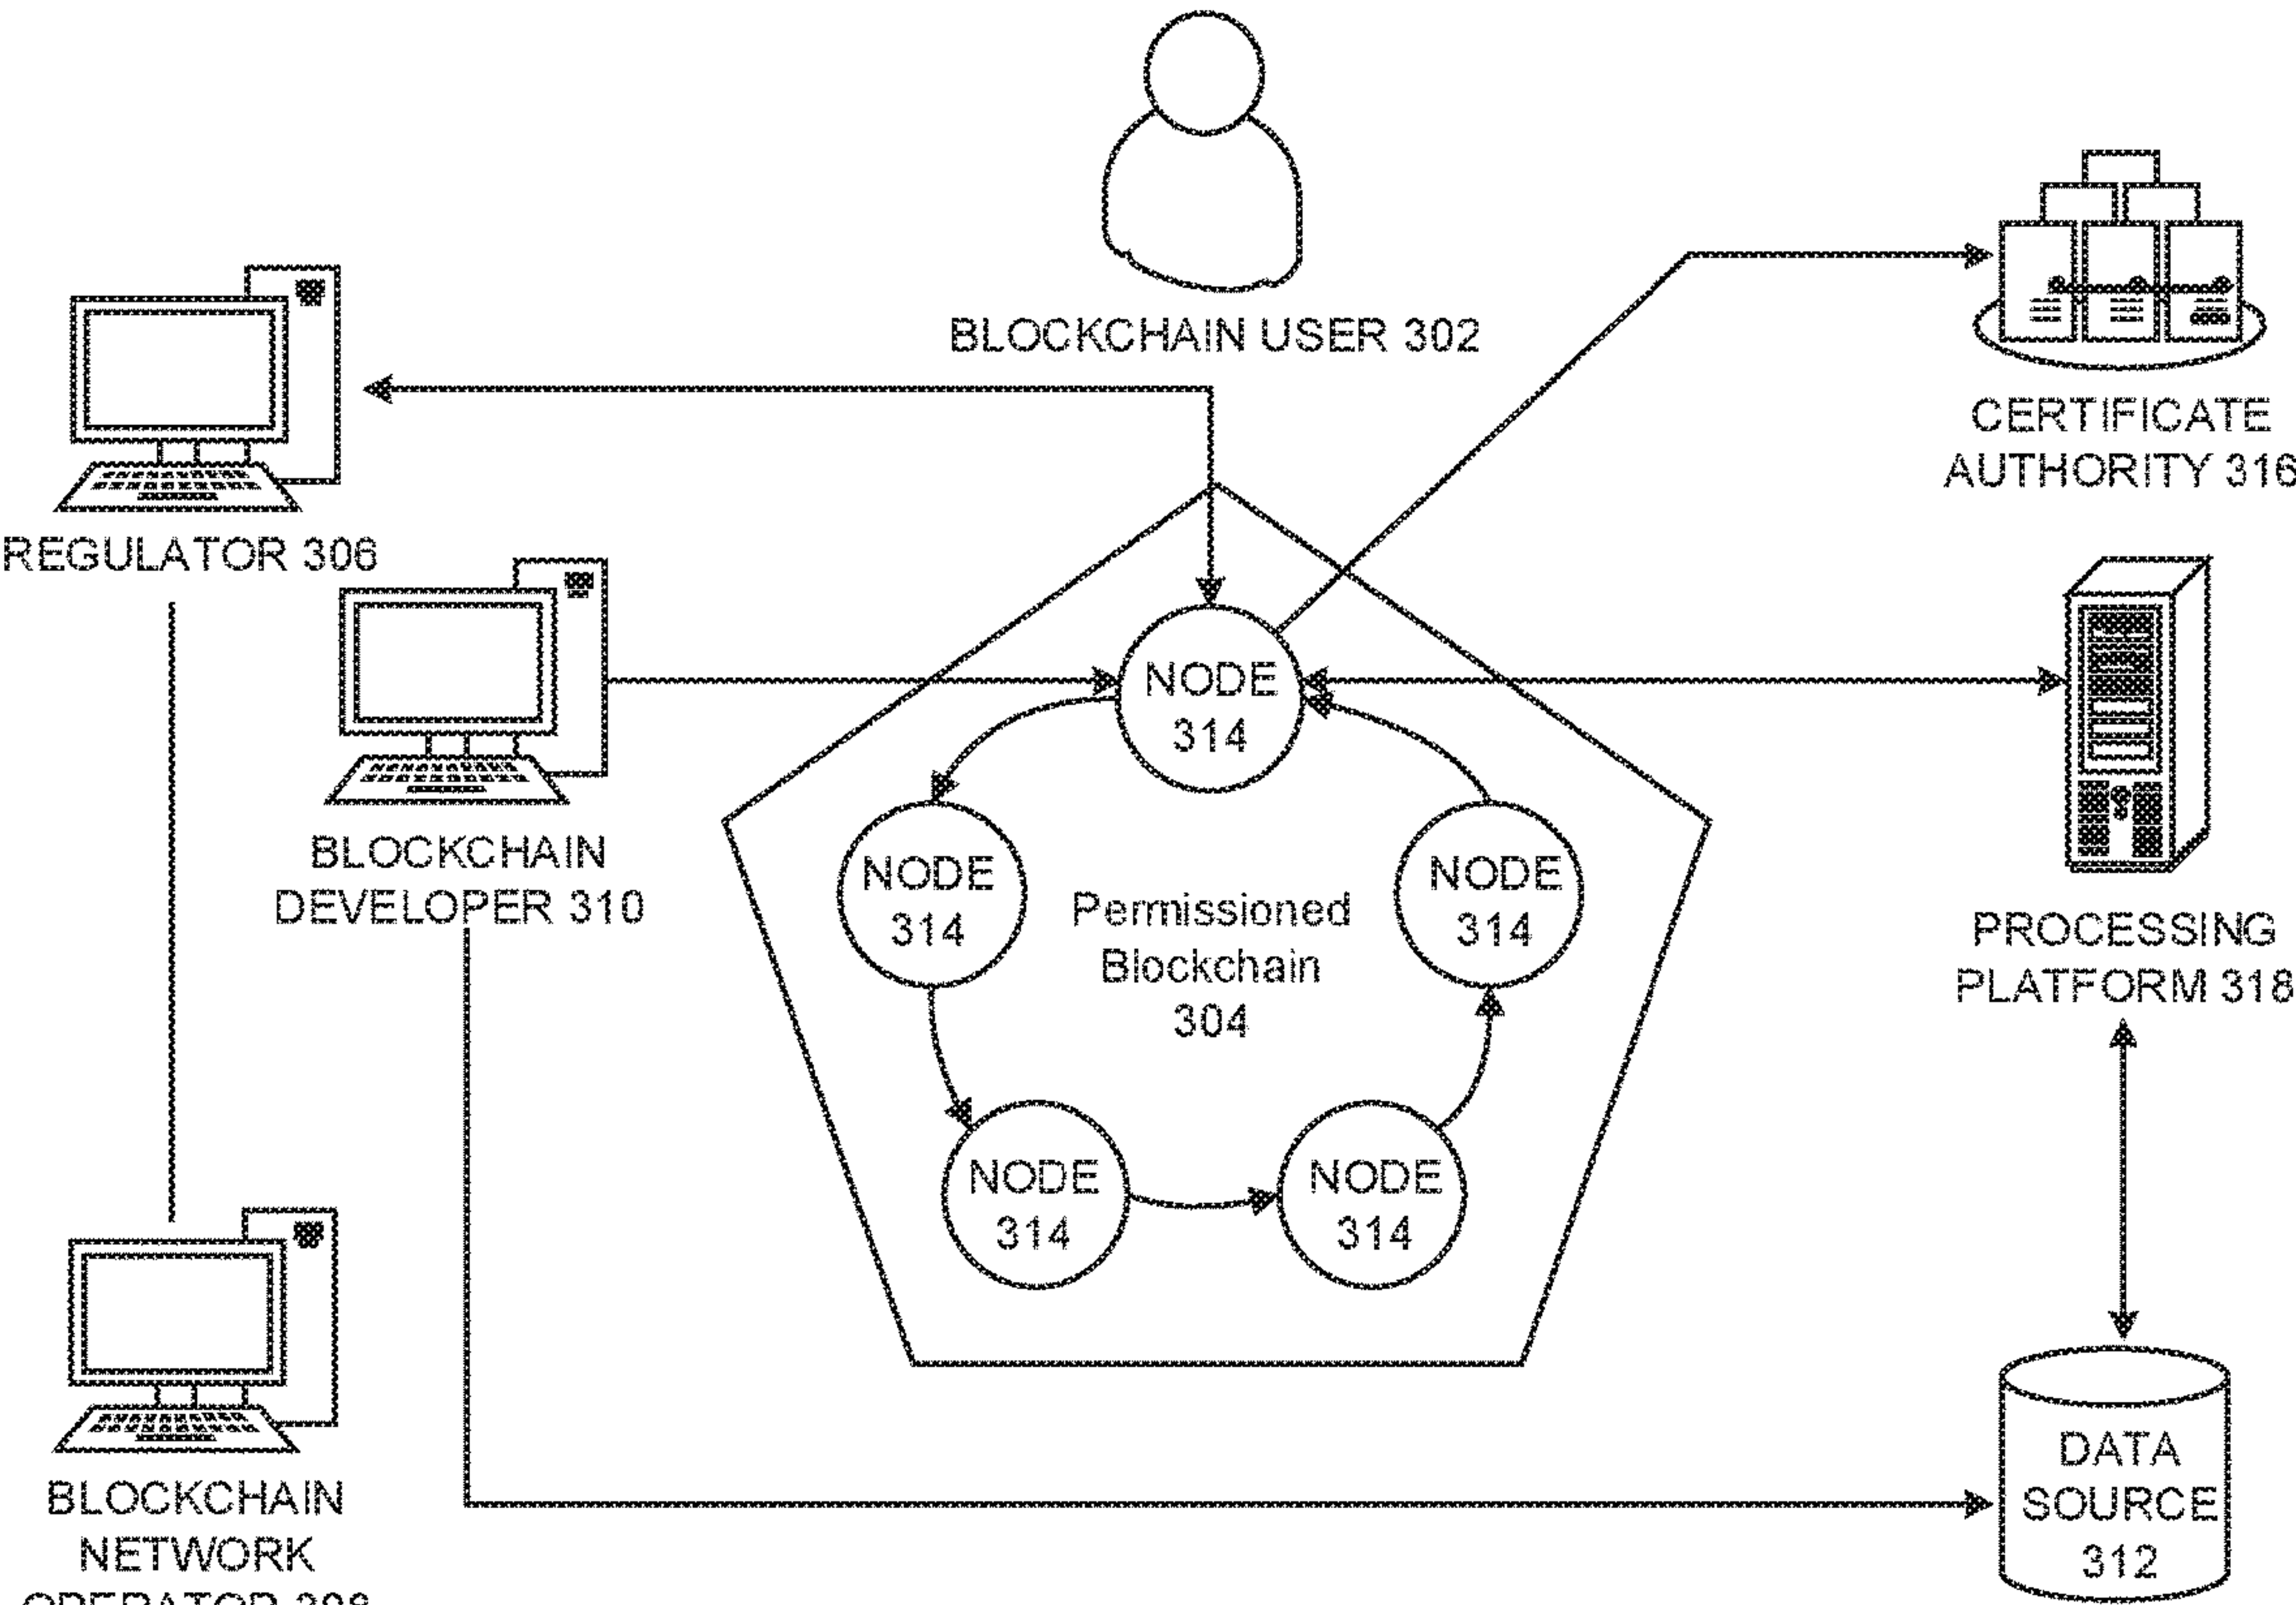 BLOCKCHAIN USER 302
CERTIFICATE
AUTHORITY 316
REGULATOR 306
BLOCKCHAIN
DEVELOPER 310
NODE
314
NODE
314
Permissioned
Blockchain
304
NODE
314
PROCESSING
PLATFORM 318
NODE
314
NODE
314
BLOCKCHAIN
NETWORK
OPERATOR
DATA
SOURCE
312